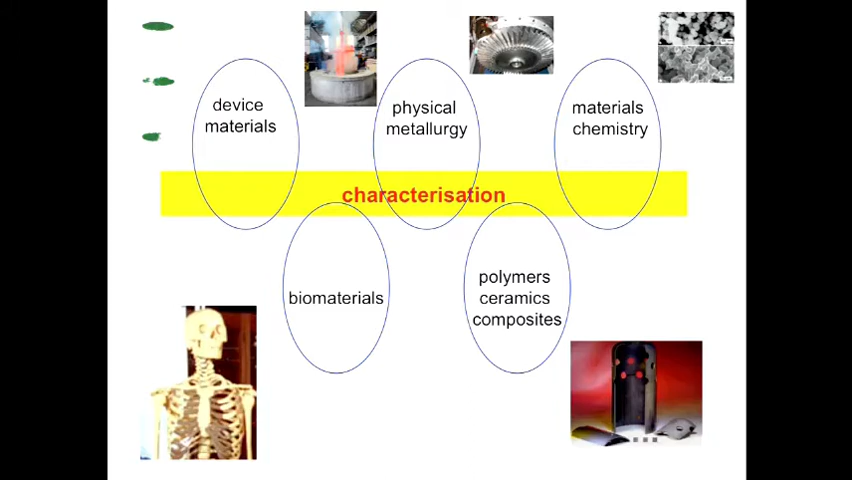 device
materials
physical
metallurgy
materials
chemistry
characterisation
biomaterials
polymers
ceramics
composites